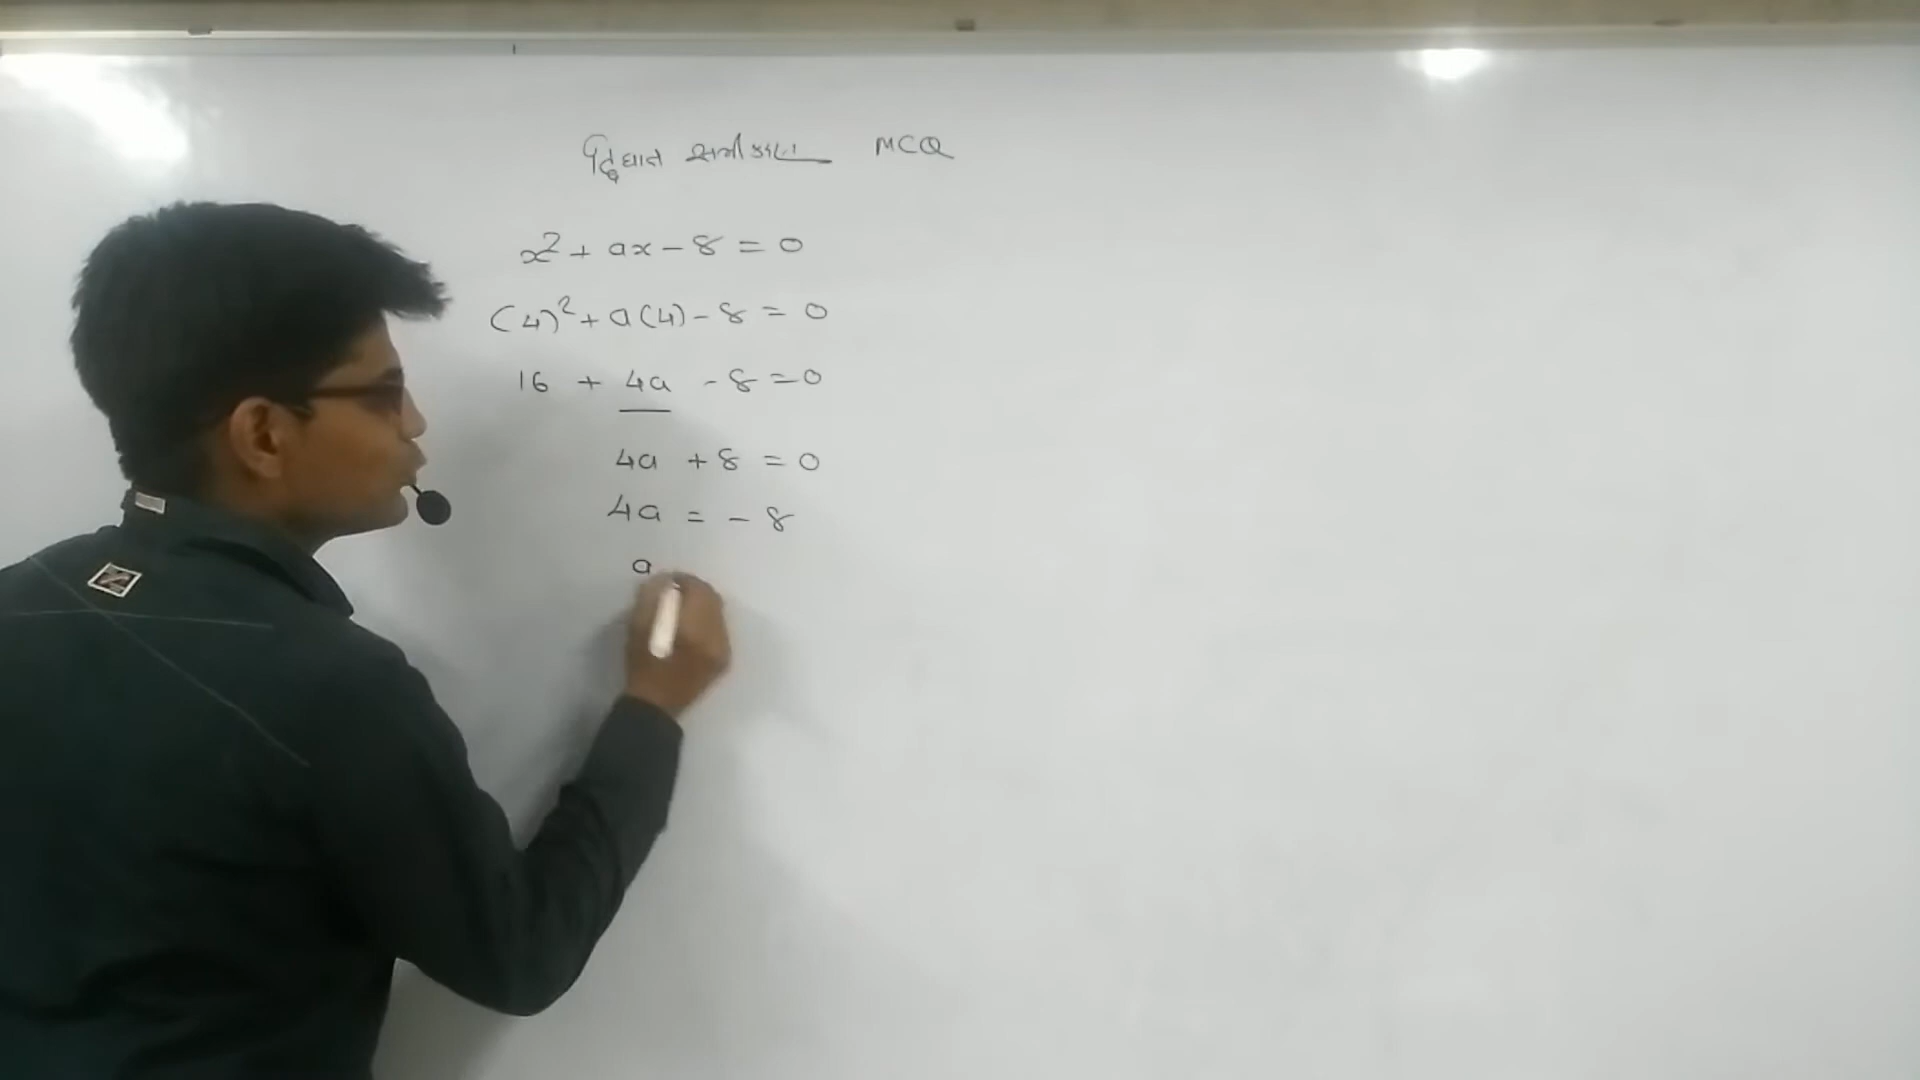 દ્વિઘાત સમીકરણ MCQ
x² + ax - 8 = 0
(4)² + a(4) - 8 = 0
16 + 4a - 8 = 0
4a + 8 = 0
4a = - 8
a